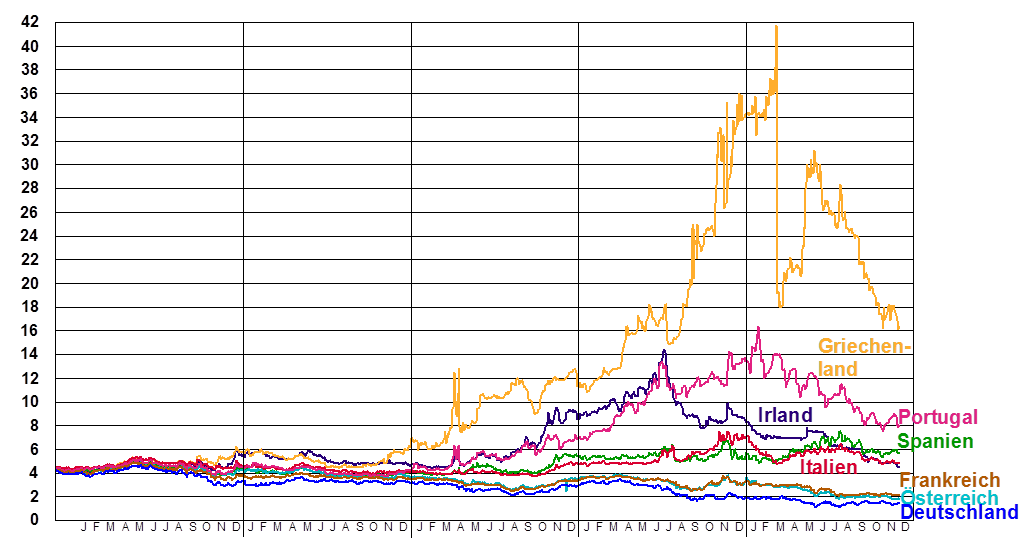 42
40
38
36
34
32
30
28
26
24
22
20
18
16
14
12
10
8
6
4
2
0
Griechen-
land
Irland
Portugal
Spanien
Italien
Frankreich
Österreich
Deutschland
J F M A M J J A S O N D J F M A M J J A S O N D J F M A M J J A S O N D J F M A M J J A S O N D J F M A M J J A S O N D